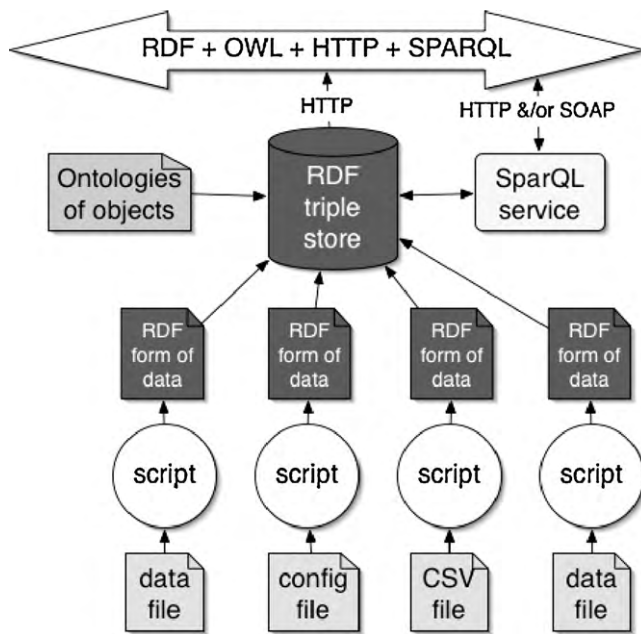 RDF + OWL + HTTP + SPARQL
HTTP
HTTP &/or SOAP
Ontologies
of objects
RDF
triple
store
SparQL
service
RDF
form of
data
RDF
form of
data
RDF
form of
data
RDF
form of
data
script
script
script
script
data
file
config
file
CSV
file
data
file